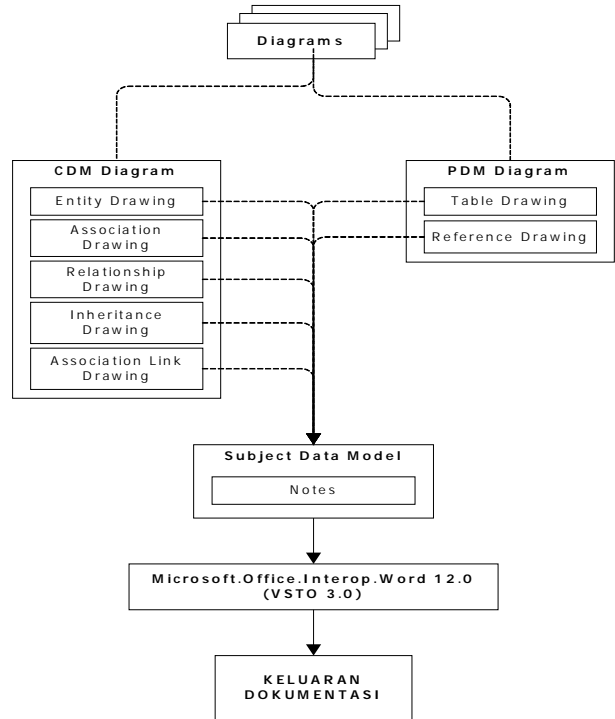 Diagrams
CDM Diagram
Entity Drawing
Association
Drawing
Relationship
Drawing
Inheritance
Drawing
Association Link
Drawing
PDM Diagram
Table Drawing
Reference Drawing
Subject Data Model
Notes
Microsoft.Office.Interop.Word 12.0
(VSTO 3.0)
KELUARAN
DOKUMENTASI